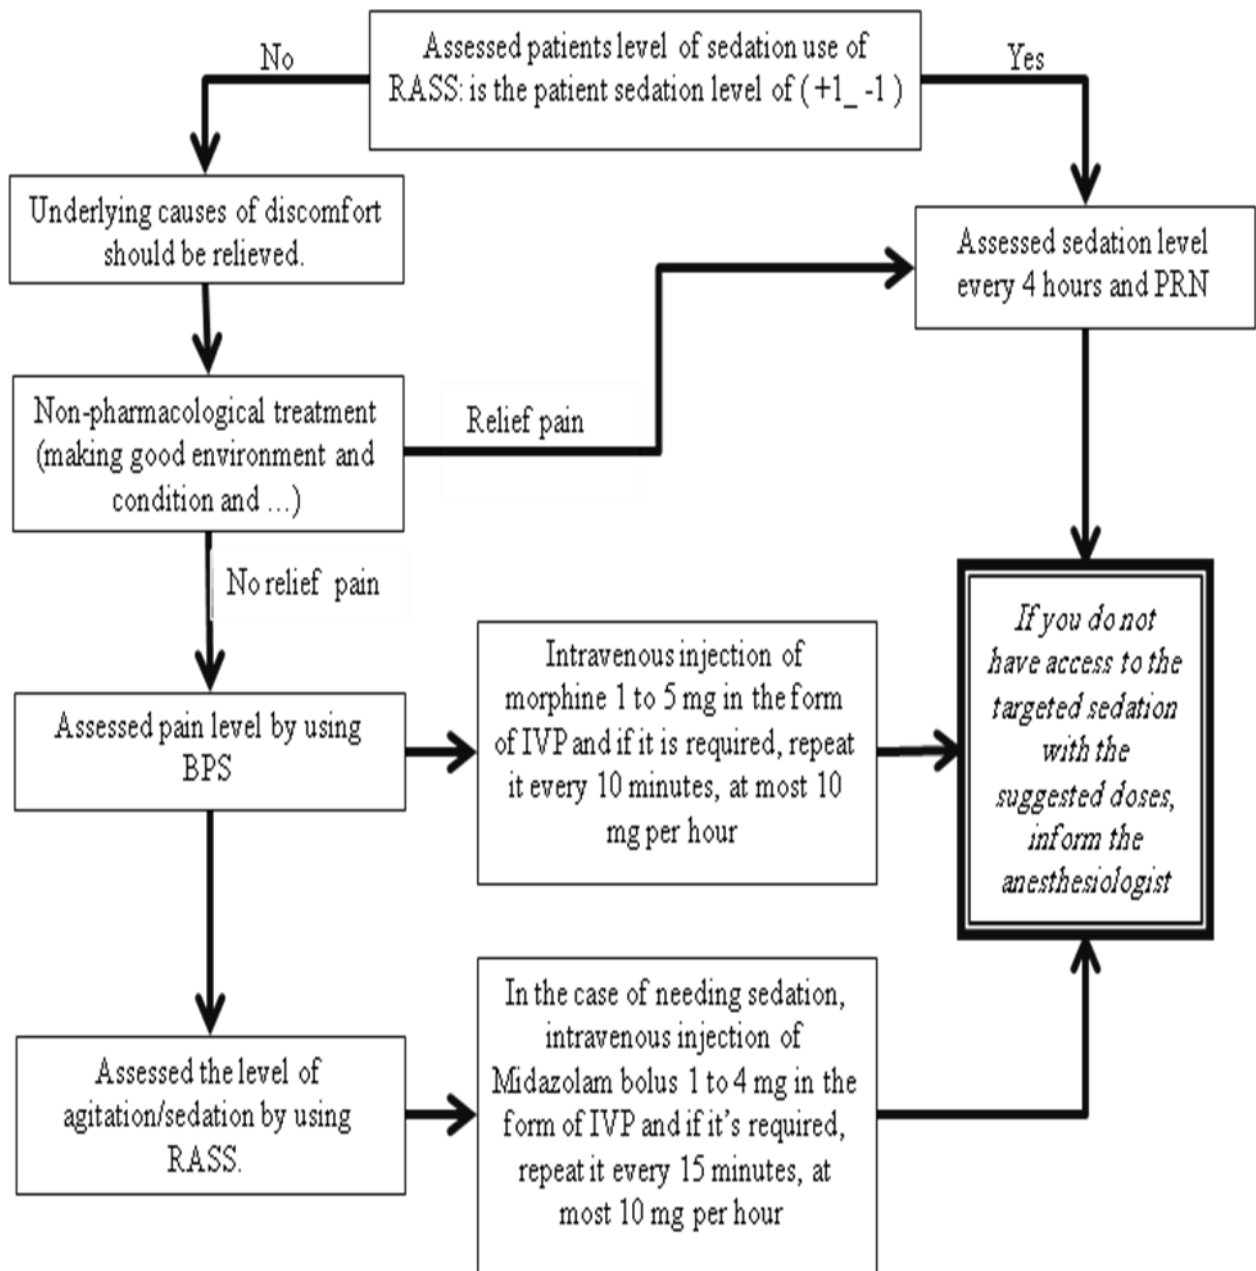 Assessed patients level of sedation use of
RASS: is the patient sedation level of ( +1_ -1 )
No
Yes
Underlying causes of discomfort
should be relieved.
Assessed sedation level
every 4 hours and PRN
Non-pharmacological treatment
(making good environment and
condition and ...)
Relief pain
No relief pain
Assessed pain level by using
BPS
Intravenous injection of
morphine 1 to 5 mg in the form
of IVP and if it is required, repeat
it every 10 minutes, at most 10
mg per hour
If you do not
have access to the
targeted sedation
with the
suggested doses,
inform the
anesthesiologist
Assessed the level of
agitation/sedation by using
RASS.
In the case of needing sedation,
intravenous injection of
Midazolam bolus 1 to 4 mg in the
form of IVP and if it’s required,
repeat it every 15 minutes, at
most 10 mg per hour